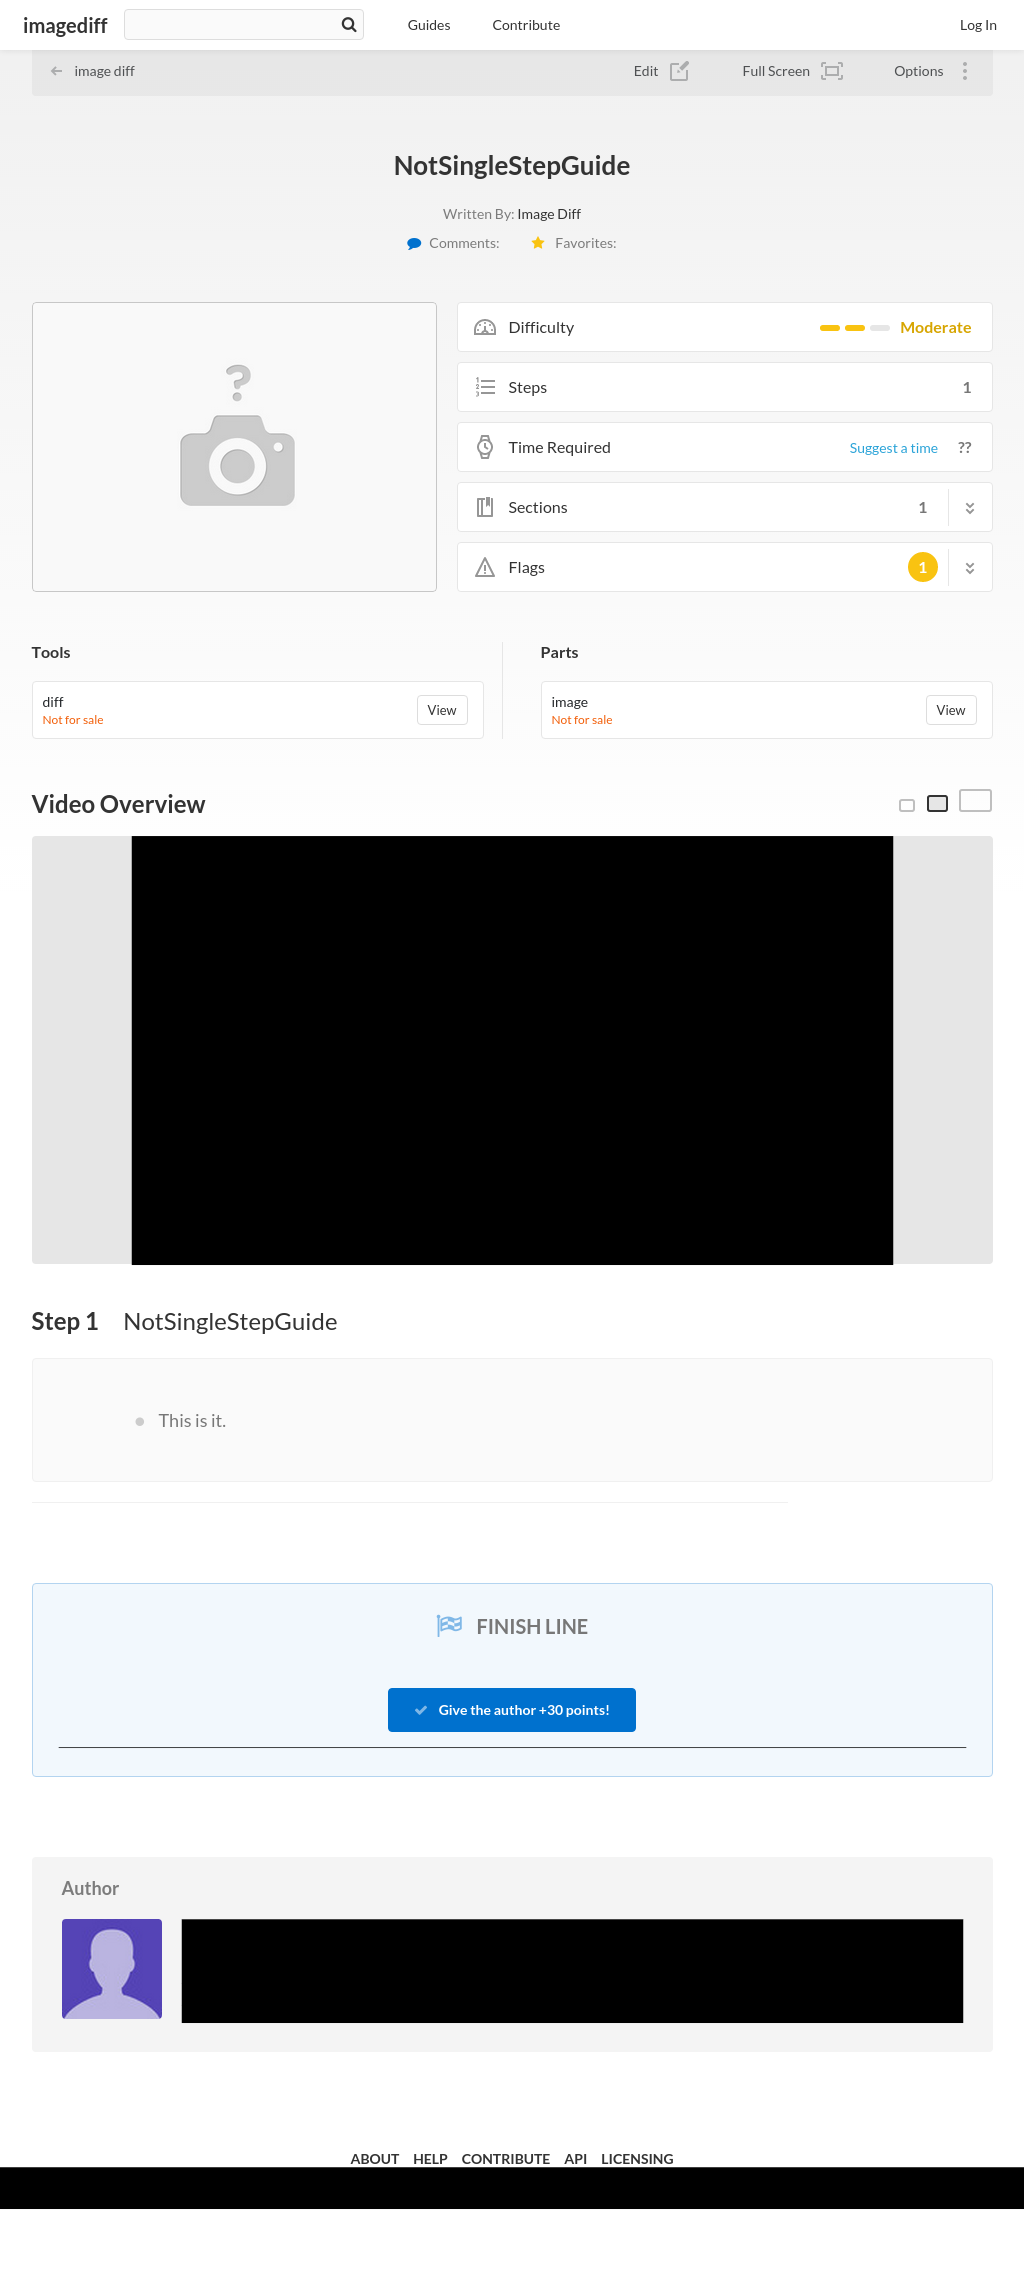 imagediff Guides Contribute Log In
image diff Edit Full Screen Options
NotSingleStepGuide
Written By: Image Diff
Comments: Favorites:
?
Difficulty Moderate
Steps 1
Time Required Suggest a time ??
Sections 1
Flags 1
Tools
diff
Not for sale
View
Parts
image
Not for sale
View
Video Overview
Step 1 NotSingleStepGuide
This is it.
FINISH LINE
Give the author +30 points!
Author
ABOUT HELP CONTRIBUTE API LICENSING